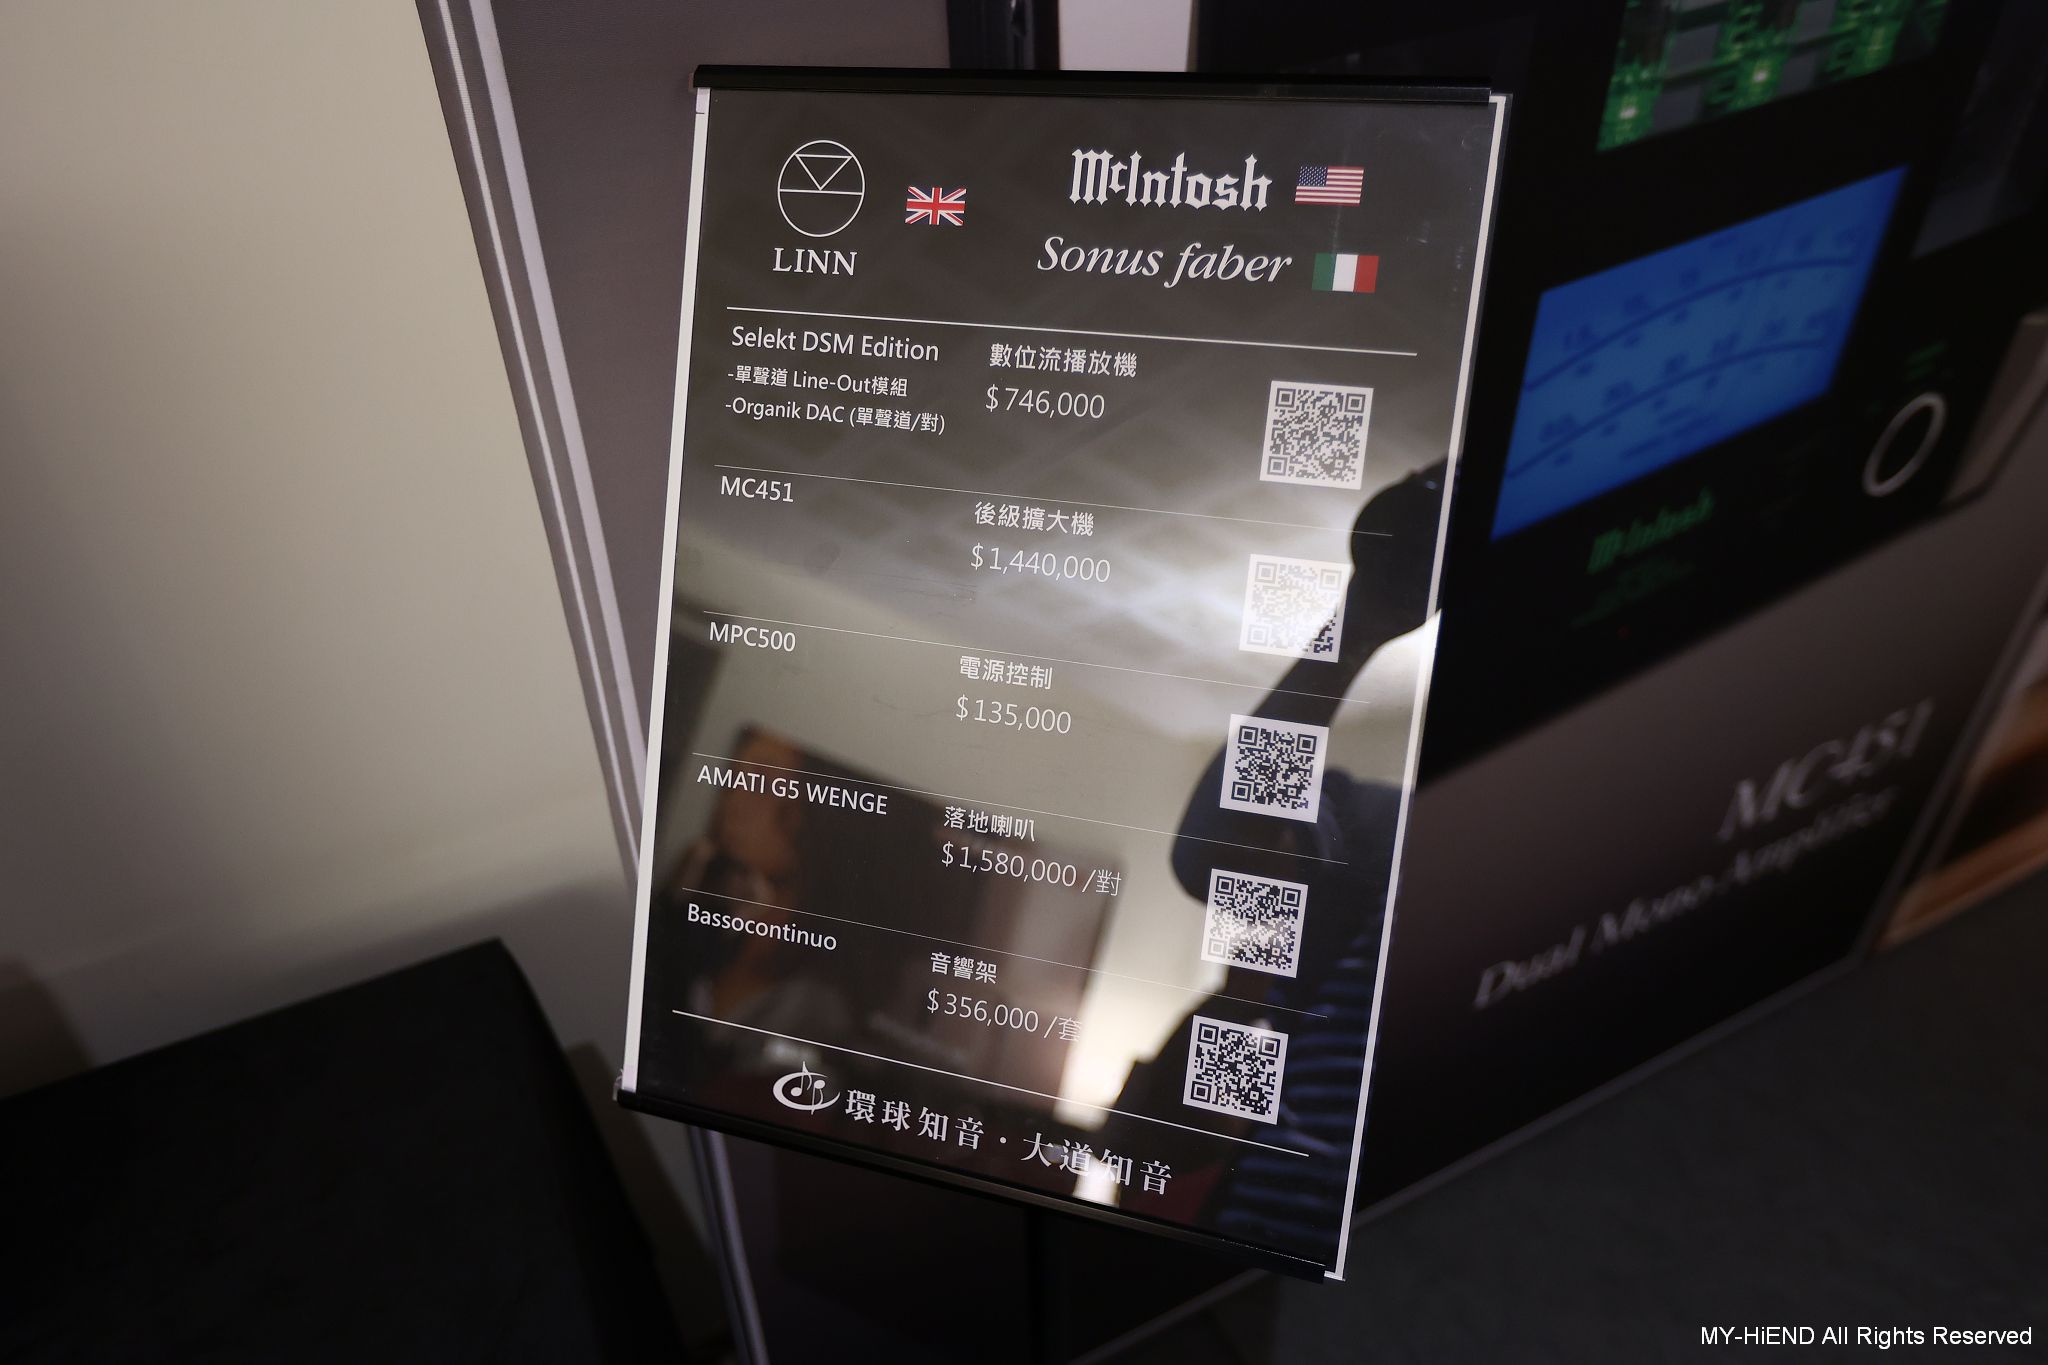 LINN
McIntosh
Sonus faber
Selekt DSM Edition
-單聲道 Line-Out模組
-Organik DAC (單聲道/對)
數位流播放機
$746,000
MC451
後級擴大機
$1,440,000
MPC500
電源控制
$135,000
AMATI G5 WENGE
落地喇叭
$1,580,000 /對
Bassocontinuo
音響架
$356,000 /套
環球知音・大道知音
McIntosh
MC451
Dual Mono Amplifier
MY-HiEND All Rights Reserved